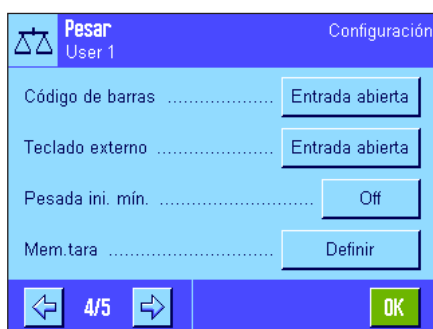 Pesar Configuración
User 1
Código de barras .................... Entrada abierta
Teclado externo ...................... Entrada abierta
Pesada ini. mín. ............................. Off
Mem.tara ............................... Definir
4/5 OK